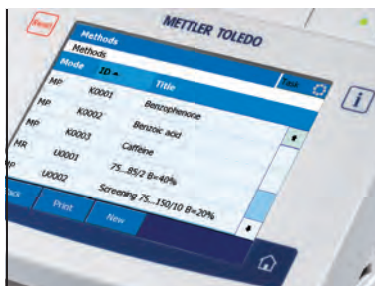 Reset
METTLER TOLEDO
Methods
Task
Methods
Mode ID Title
MP K0001 Benzophenone
MP K0002 Benzoic acid
MP K0003 Caffeine
MR U0001 75...85/2 B=40%
MP U0002 Screening 75...150/10 B=20%
Back Print New
i